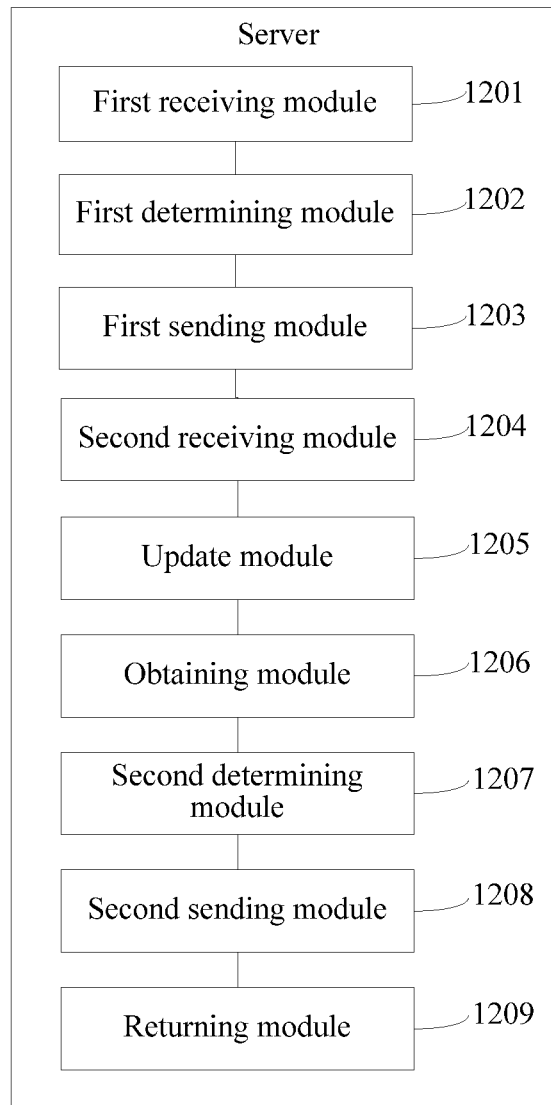 Server
First receiving module 1201
First determining module 1202
First sending module 1203
Second receiving module 1204
Update module 1205
Obtaining module 1206
Second determining
module 1207
Second sending module 1208
Returning module 1209